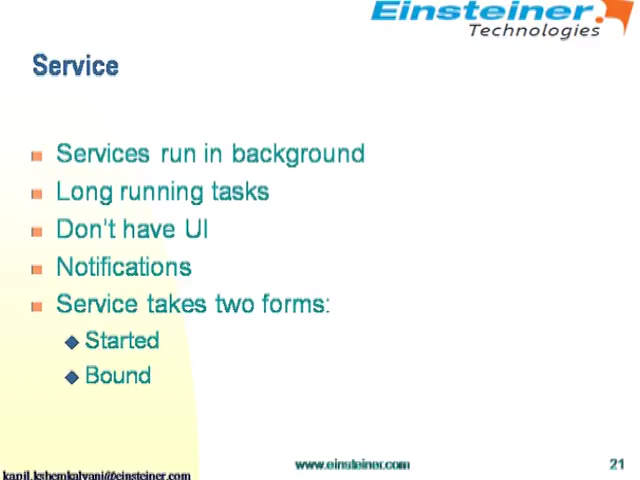 Einsteiner
Technologies
Service
Services run in background
Long running tasks
Don't have UI
Notifications
Service takes two forms:
Started
Bound
kapil.kshemkalyani@einsteiner.com
www.einsteiner.com
21